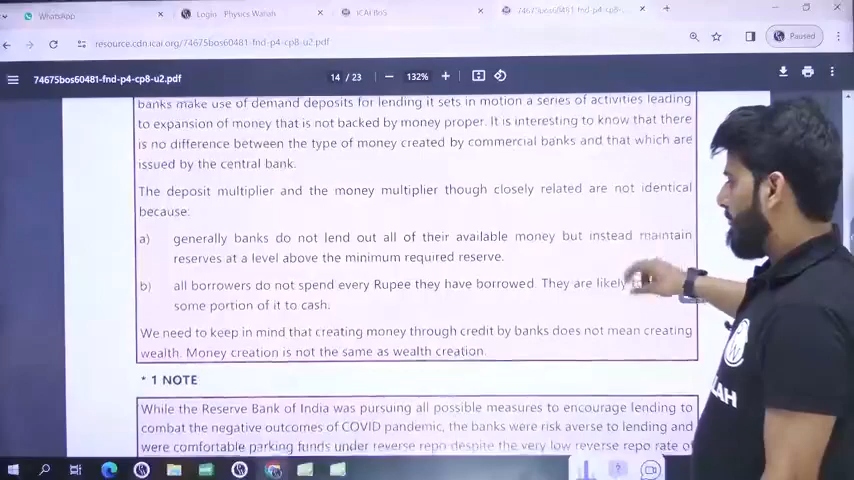 WhatsApp
Login - Physics Wallah
ICAI BoS
74675bos60481-fnd-p4-cp8-...
resource.cdn.icai.org/74675bos60481-fnd-p4-cp8-u2.pdf
Paused
74675bos60481-fnd-p4-cp8-u2.pdf
14 / 23
132%
banks make use of demand deposits for lending it sets in motion a series of activities leading
to expansion of money that is not backed by money proper. It is interesting to know that there
is no difference between the type of money created by commercial banks and that which are
issued by the central bank.
The deposit multiplier and the money multiplier though closely related are not identical
because:
a) generally banks do not lend out all of their available money but instead maintain
reserves at a level above the minimum required reserve.
b) all borrowers do not spend every Rupee they have borrowed. They are likely
some portion of it to cash.
We need to keep in mind that creating money through credit by banks does not mean creating
wealth. Money creation is not the same as wealth creation.
* 1 NOTE
While the Reserve Bank of India was pursuing all possible measures to encourage lending to
combat the negative outcomes of COVID pandemic, the banks were risk averse to lending and
were comfortable parking funds under reverse repo despite the very low reverse repo rate of
LAH